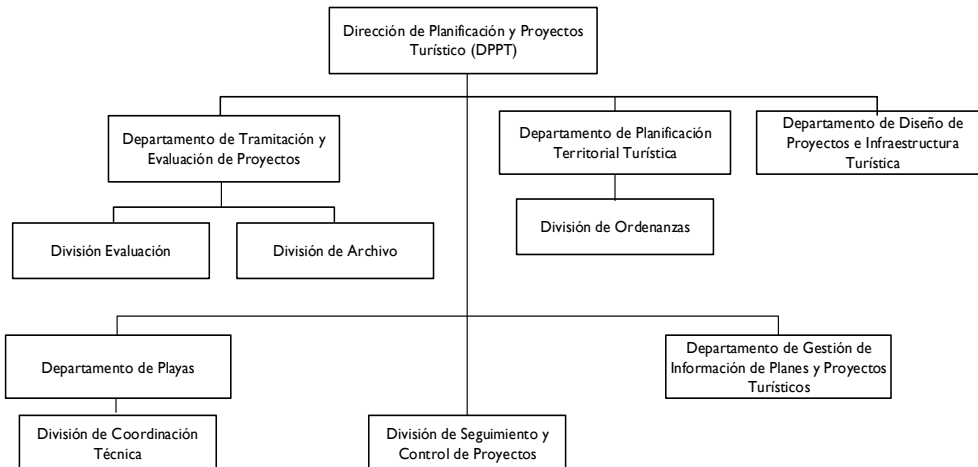 Dirección de Planificación y Proyectos
Turístico (DPPT)
Departamento de Tramitación y
Evaluación de Proyectos
Departamento de Planificación
Territorial Turística
Departamento de Diseño de
Proyectos e Infraestructura
Turística
División Evaluación
División de Archivo
División de Ordenanzas
Departamento de Playas
Departamento de Gestión de
Información de Planes y Proyectos
Turísticos
División de Coordinación
Técnica
División de Seguimiento y
Control de Proyectos